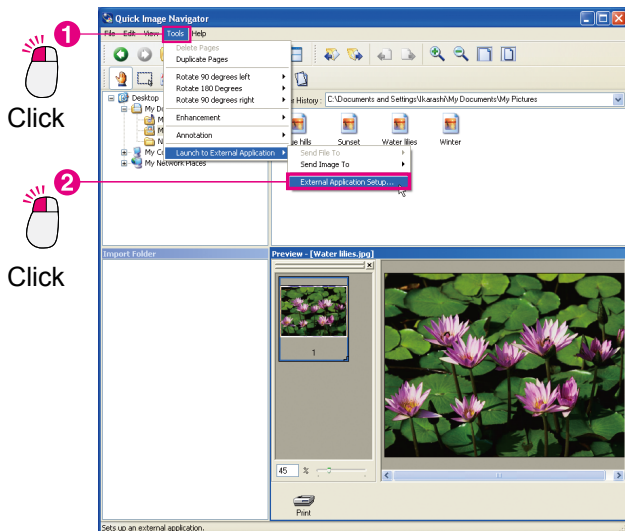 Quick Image Navigator
File Edit View Tools Help
1
Click
Delete Pages
Duplicate Pages
Rotate 90 degrees left
Rotate 180 Degrees
Rotate 90 degrees right
Enhancement
Annotation
Launch to External Application
Desktop
My Network Places
History: C:\Documents and Settings\Ikarashi\My Documents\My Pictures
hills
Sunset
Water lilies
Winter
Send File To
Send Image To
External Application Setup...
2
Click
Import Folder
Preview - [Water lilies.jpg]
1
45 %
Print
Sets up an external application.